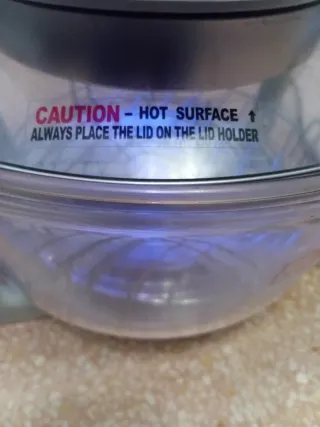 CAUTION - HOT SURFACE ↑
ALWAYS PLACE THE LID ON THE LID HOLDER